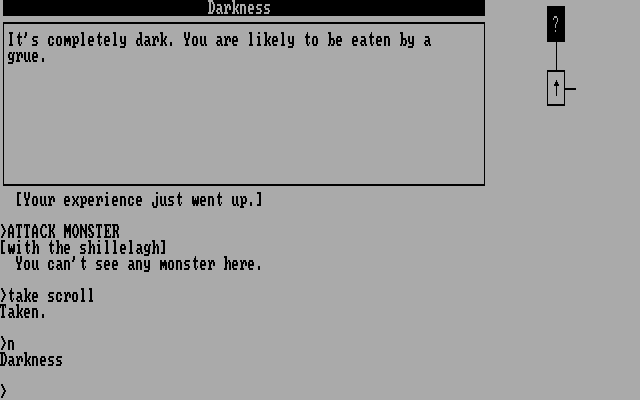 Darkness
It's completely dark. You are likely to be eaten by a
grue.
?
[Your experience just went up.]
>ATTACK MONSTER
[with the shillelagh]
You can't see any monster here.
>take scroll
Taken.
>n
Darkness
>